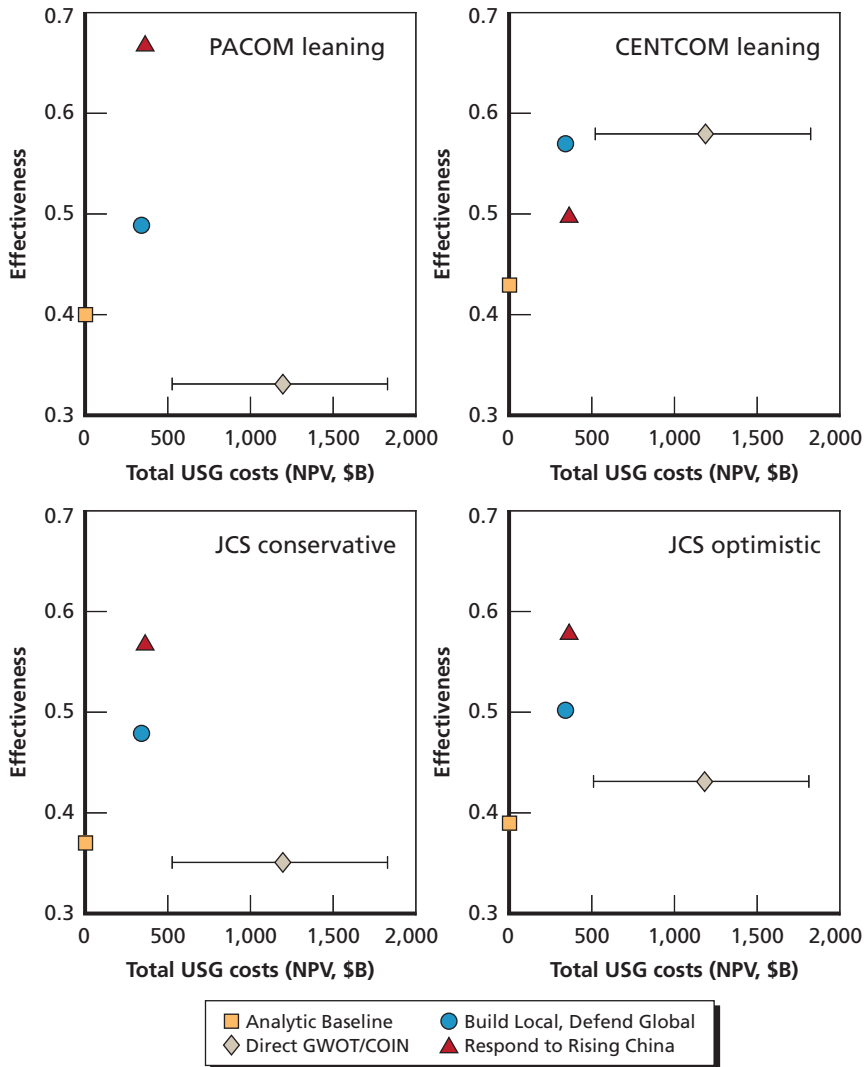 PACOM leaning
Effectiveness
0.7
0.6
0.5
0.4
0.3
0 500 1,000 1,500 2,000
Total USG costs (NPV, $B)
CENTCOM leaning
Effectiveness
0.7
0.6
0.5
0.4
0.3
0 500 1,000 1,500 2,000
Total USG costs (NPV, $B)
JCS conservative
Effectiveness
0.7
0.6
0.5
0.4
0.3
0 500 1,000 1,500 2,000
Total USG costs (NPV, $B)
JCS optimistic
Effectiveness
0.7
0.6
0.5
0.4
0.3
0 500 1,000 1,500 2,000
Total USG costs (NPV, $B)
Analytic Baseline Build Local, Defend Global
Direct GWOT/COIN Respond to Rising China